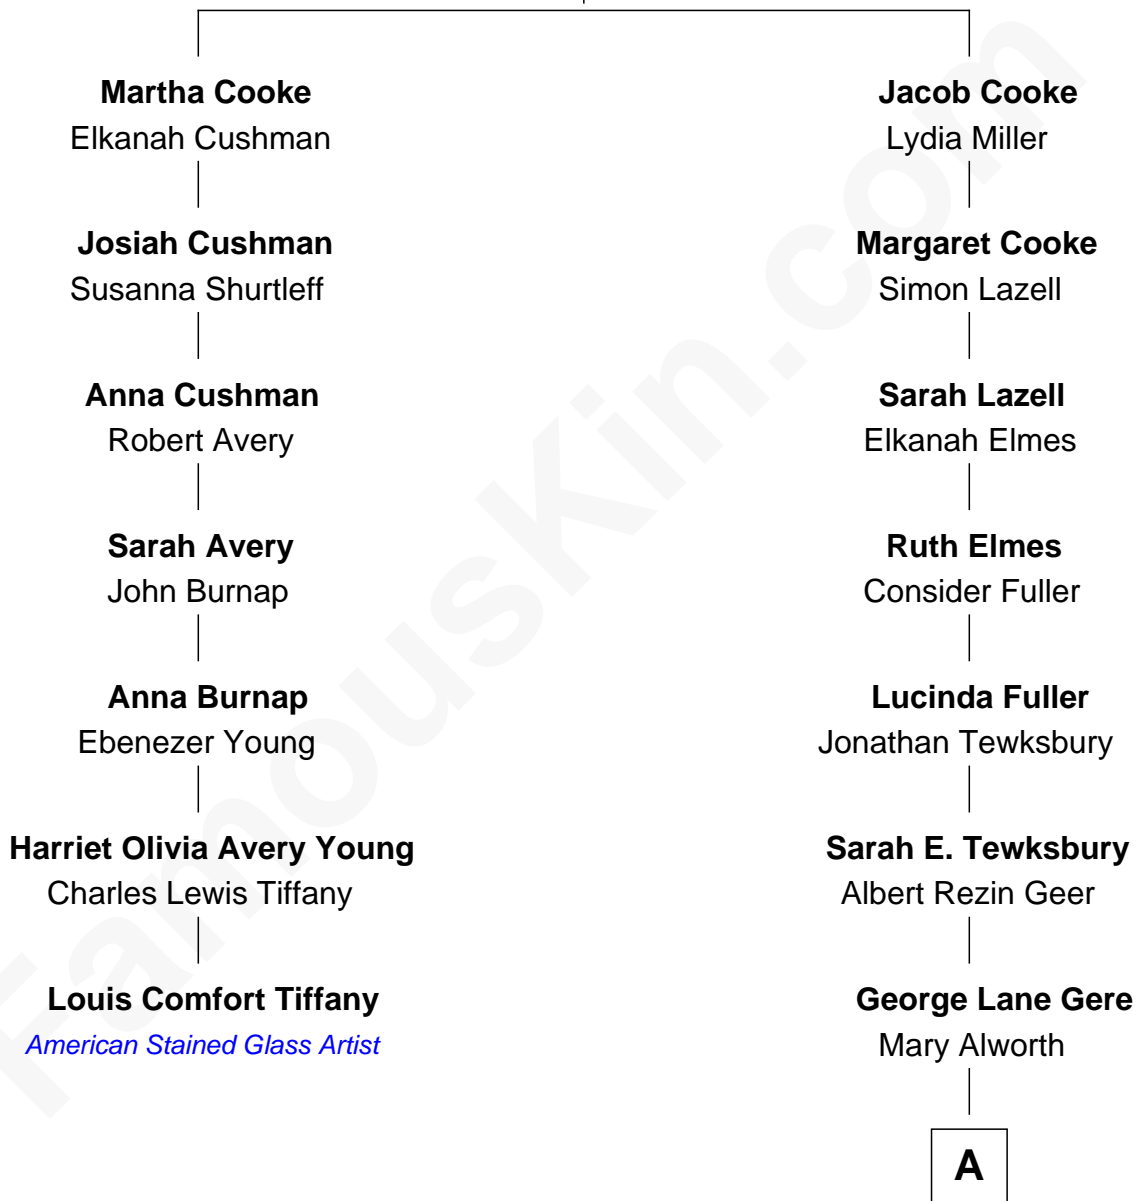 Martha Cooke
Elkanah Cushman
Josiah Cushman
Susanna Shurtleff
Anna Cushman
Robert Avery
Sarah Avery
John Burnap
Anna Burnap
Ebenezer Young
Harriet Olivia Avery Young
Charles Lewis Tiffany
Louis Comfort Tiffany
American Stained Glass Artist
Jacob Cooke
Lydia Miller
Margaret Cooke
Simon Lazell
Sarah Lazell
Elkanah Elmes
Ruth Elmes
Consider Fuller
Lucinda Fuller
Jonathan Tewksbury
Sarah E. Tewksbury
Albert Rezin Geer
George Lane Gere
Mary Alworth
A
FamousKin.com